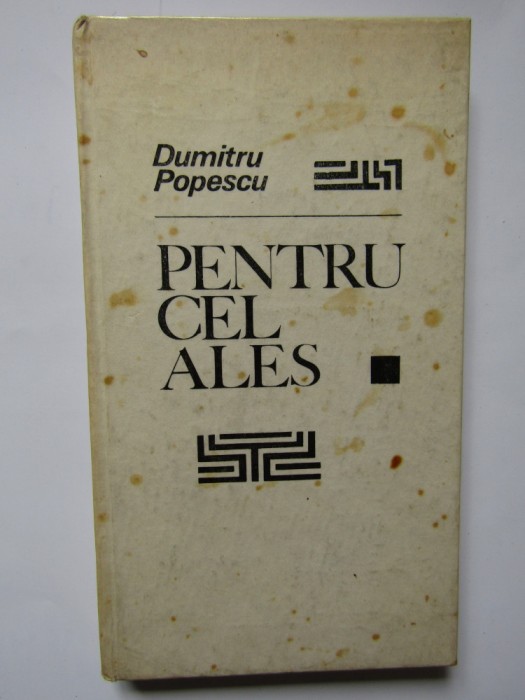 Dumitru
Popescu
PENTRU
CEL
ALES